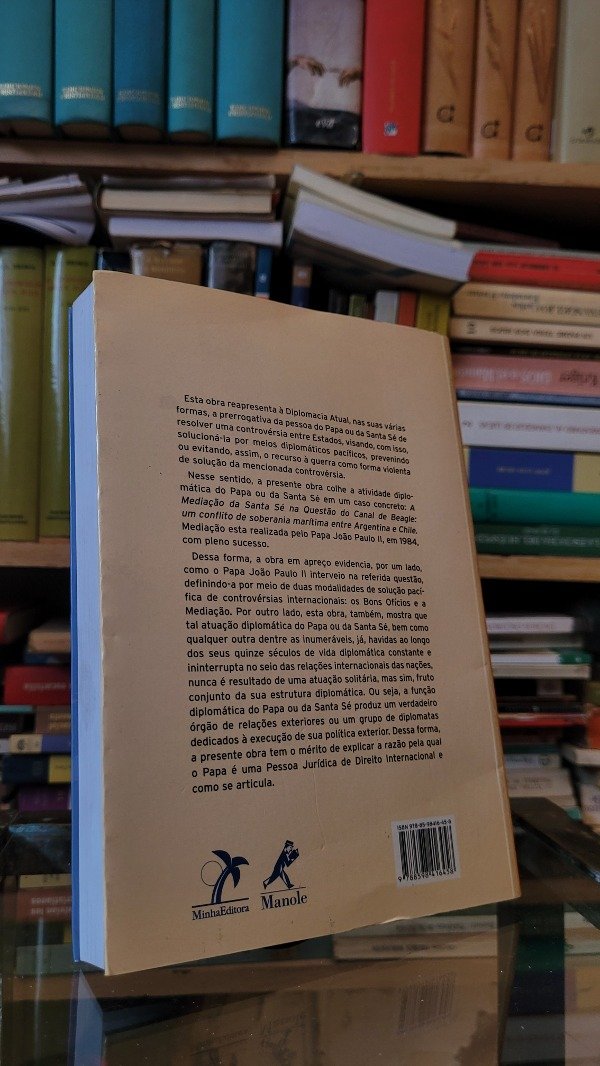 Esta obra reapresenta à Diplomacia Atual, nas suas várias
formas, a prerrogativa da pessoa do Papa ou da Santa Sé de
resolver uma controvérsia entre Estados, visando, com isso,
solucioná-la por meios diplomáticos pacíficos, prevenindo
ou evitando, assim, o recurso à guerra como forma violenta
de solução da mencionada controvérsia.
Nesse sentido, a presente obra colhe a atividade diplo-
mática do Papa ou da Santa Sé em um caso concreto: A
Mediação da Santa Sé na Questão do Canal de Beagle:
um conflito de soberania marítima entre Argentina e Chile.
Mediação esta realizada pelo Papa João Paulo II, em 1984,
com pleno sucesso.
Dessa forma, a obra em apreço evidencia, por um lado,
como o Papa João Paulo II interveio na referida questão,
definindo-a por meio de duas modalidades de solução pací-
fica de controvérsias internacionais: os Bons Ofícios e a
Mediação. Por outro lado, esta obra, também, mostra que
tal atuação diplomática do Papa ou da Santa Sé, bem como
qualquer outra dentre as inumeráveis, já, havidas ao longo
dos seus quinze séculos de vida diplomática constante e
ininterrupta no seio das relações internacionais das nações,
nunca é resultado de uma atuação solitária, mas sim, fruto
conjunto da sua estrutura diplomática. Ou seja, a função
diplomática do Papa ou da Santa Sé produz um verdadeiro
órgão de relações exteriores ou um grupo de diplomatas
dedicados à execução de sua política exterior. Dessa forma,
a presente obra tem o mérito de explicar a razão pela qual
o Papa é uma Pessoa Jurídica de Direito Internacional e
como se articula.
MinhaEditora
Manole
ISBN 978-85-98416-45-8
9 788598 416458